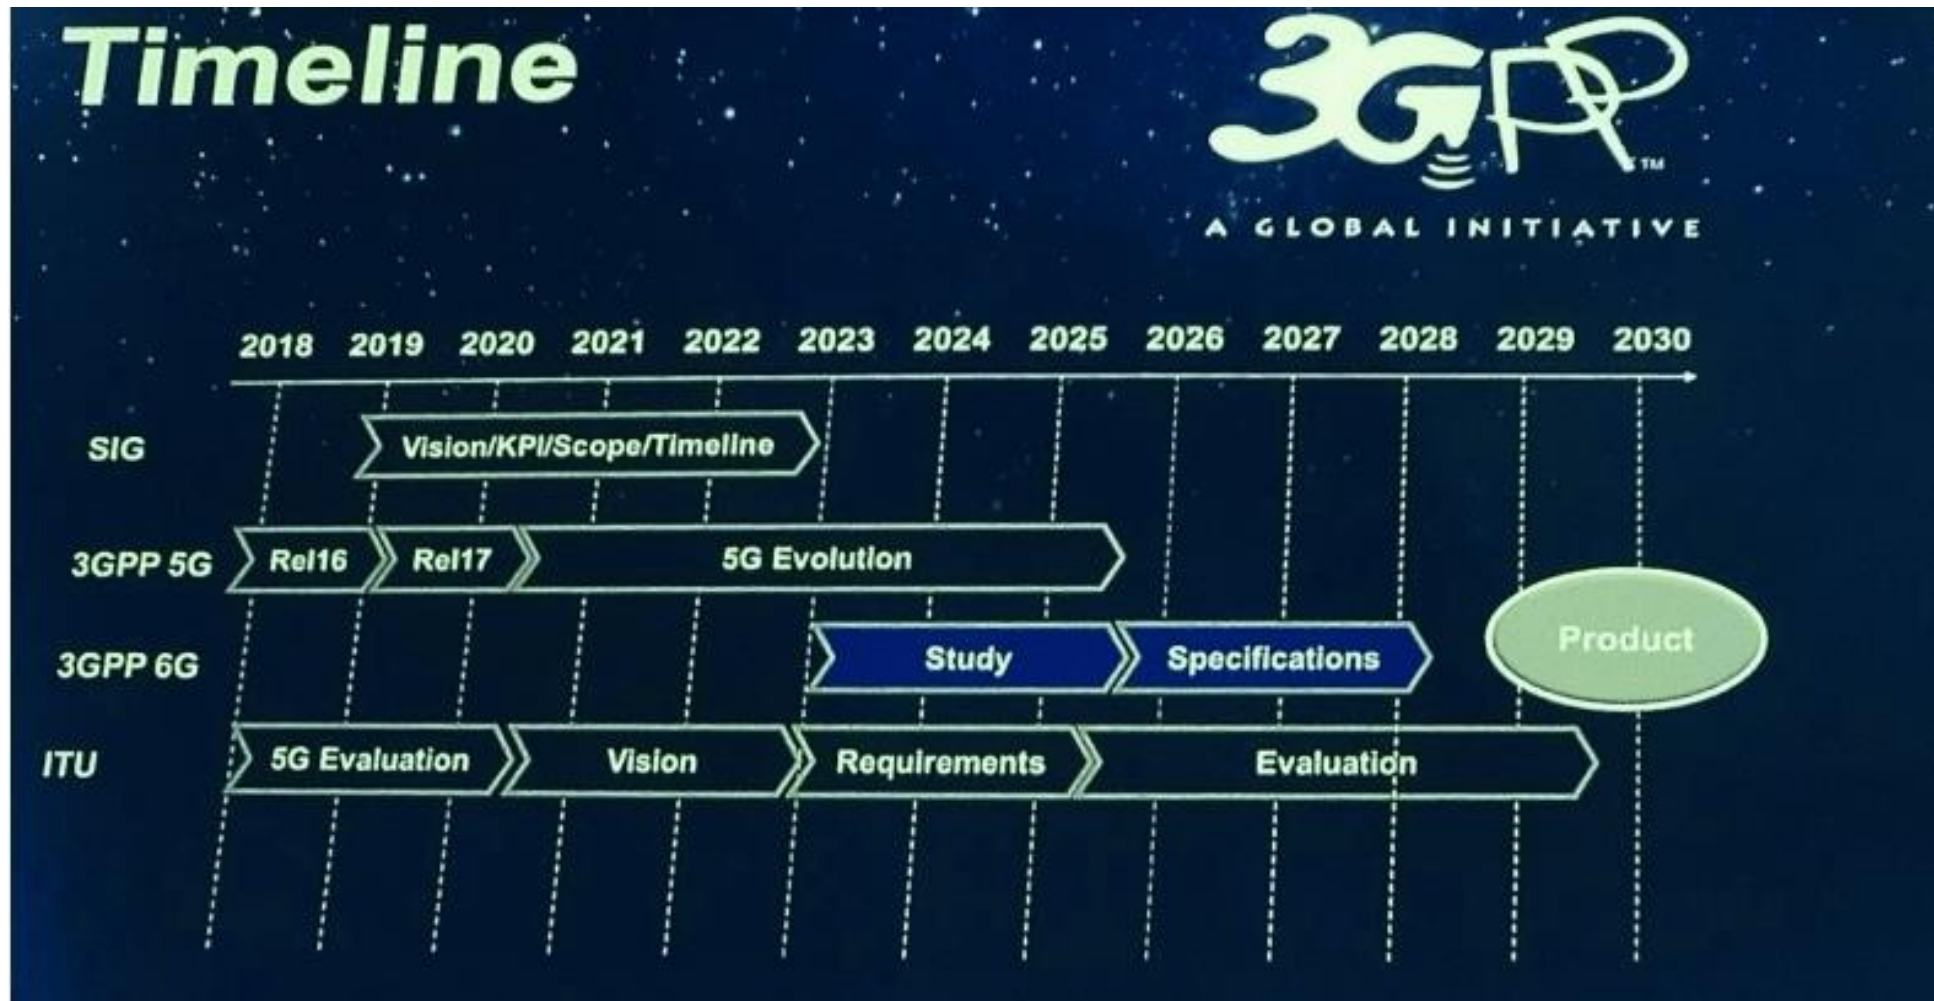 Timeline
3GPP™
A GLOBAL INITIATIVE
2018 2019 2020 2021 2022 2023 2024 2025 2026 2027 2028 2029 2030
SIG
Vision/KPI/Scope/Timeline
3GPP 5G
Rel16
Rel17
5G Evolution
3GPP 6G
Study
Specifications
Product
ITU
5G Evaluation
Vision
Requirements
Evaluation